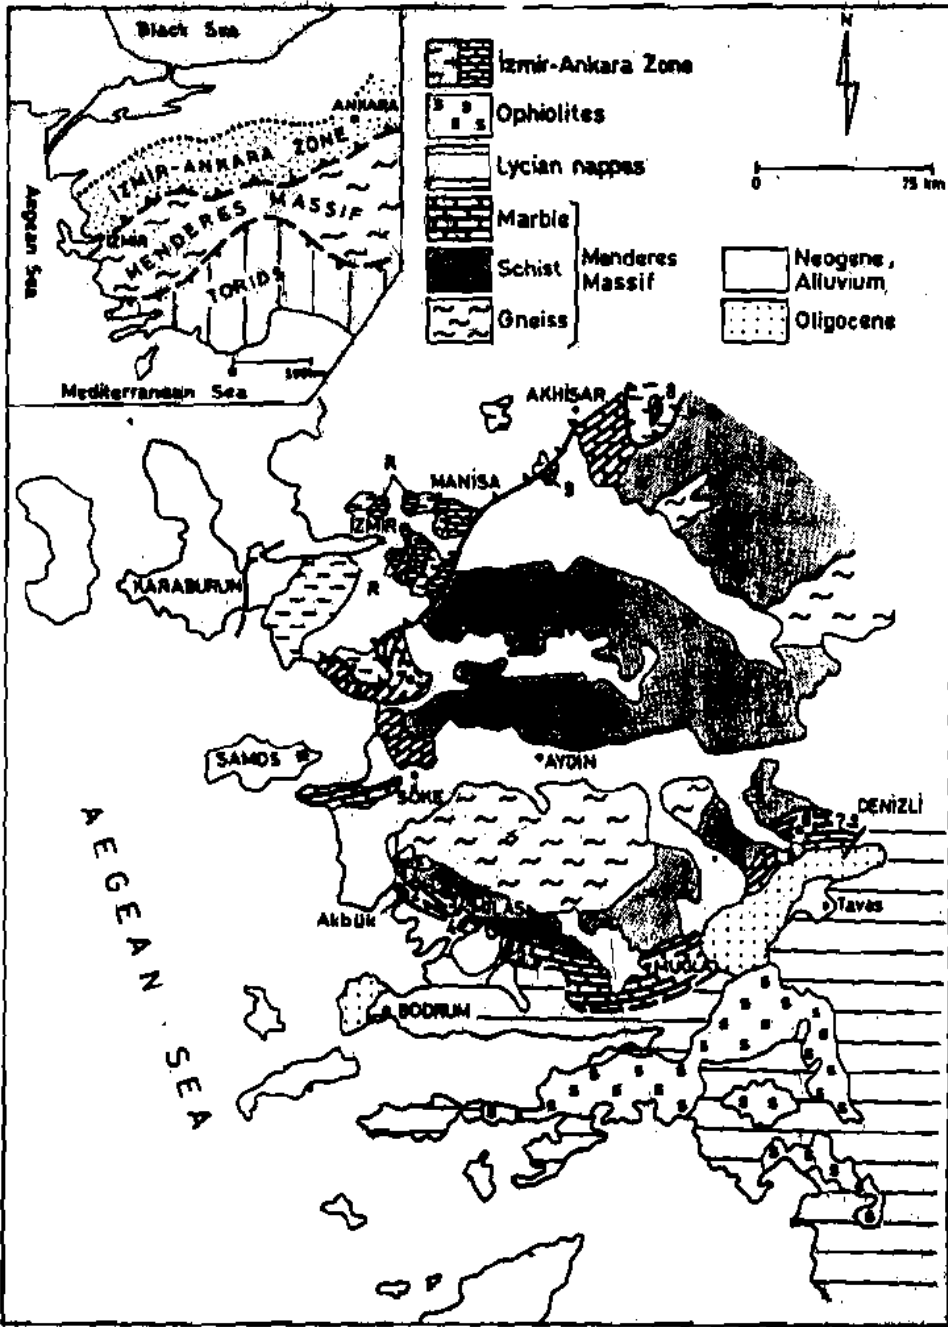 Black Sea
ANKARA
İZMİR-ANKARA ZONE
Aegean Sea
İZMİR
MENDERES MASSIF
TORIDS
Mediterranean Sea
İzmir-Ankara Zone
Ophiolites
Lycian nappes
Marble
Schist
Gneiss
Menderes
Massif
Neogene,
Alluvium
Oligocene
N
0 75 km
AKHİSAR
MANİSA
R
İZMİR
KARABURUN
R
SAMOS
AYDIN
SÖKE
DENİZLİ
Akbük
Tavas
MUĞLA
BODRUM
AEGEAN SEA